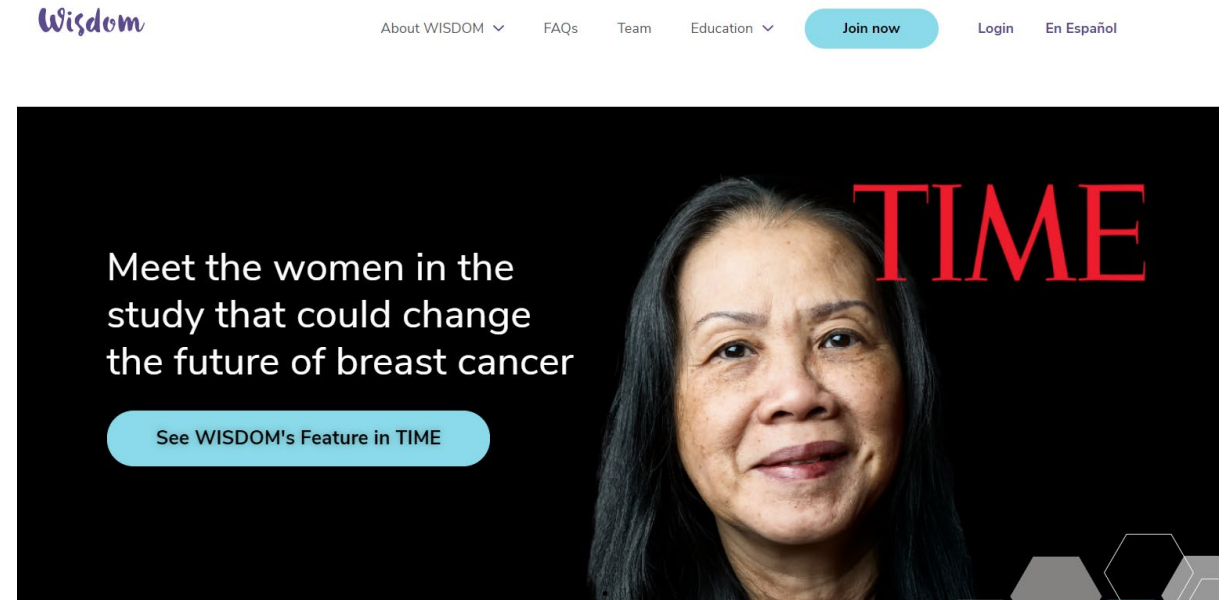 Wisdom
About WISDOM
FAQs
Team
Education
Join now
Login
En Español
TIME
Meet the women in the
study that could change
the future of breast cancer
See WISDOM's Feature in TIME